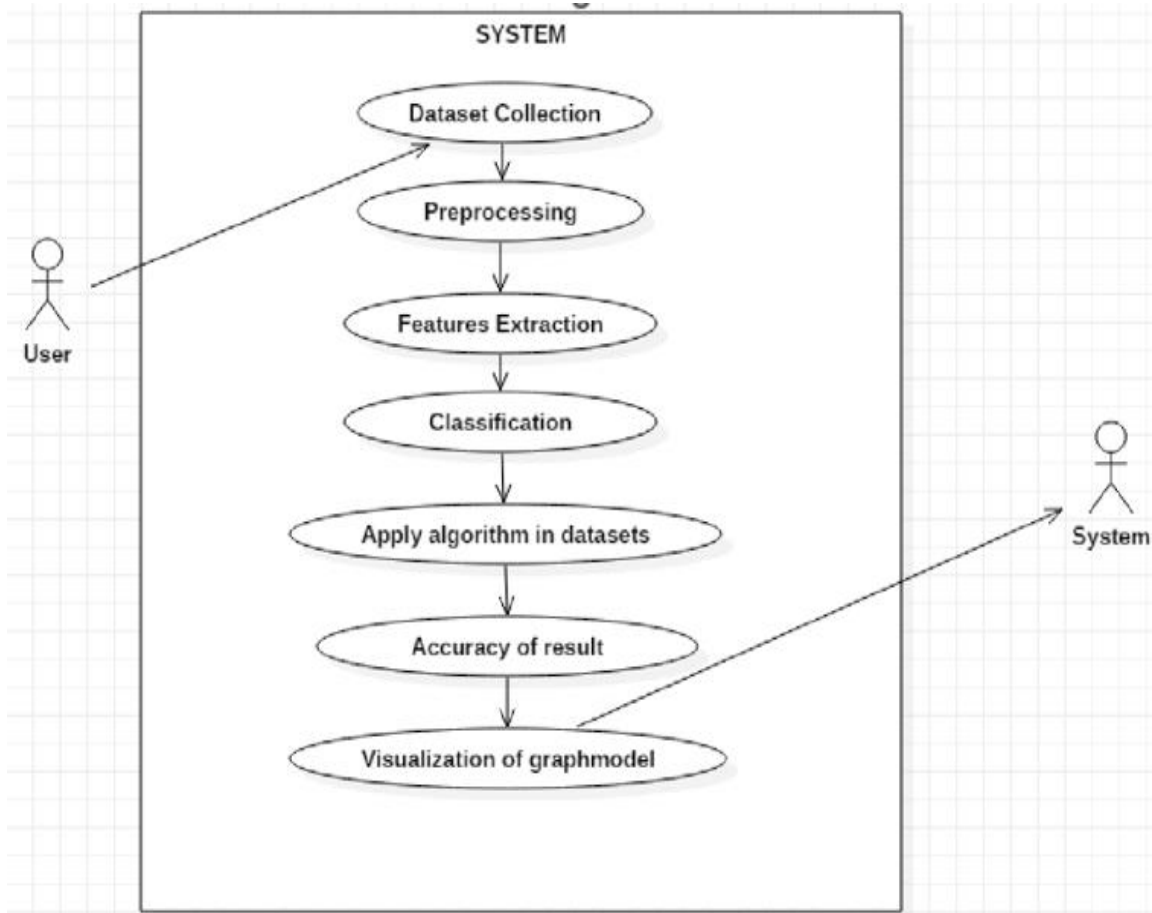 SYSTEM
Dataset Collection
Preprocessing
User
Features Extraction
Classification
Apply algorithm in datasets
System
Accuracy of result
Visualization of graphmodel